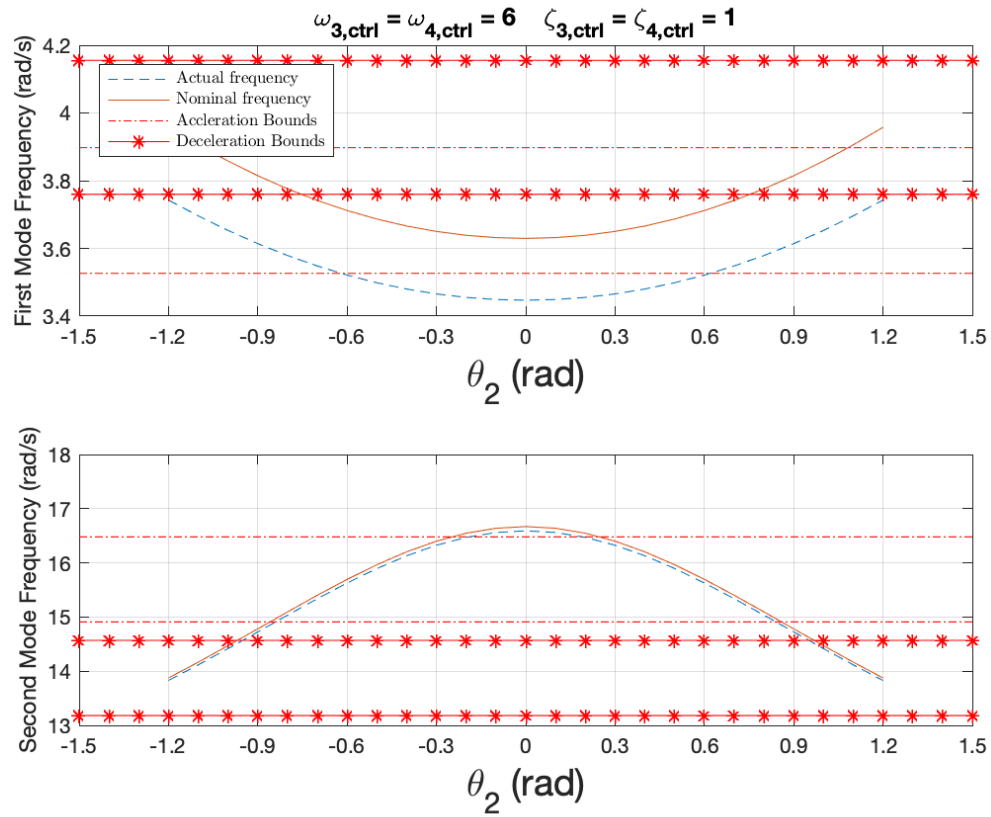 ω3,ctrl = ω4,ctrl = 6 ζ3,ctrl = ζ4,ctrl = 1
First Mode Frequency (rad/s)
4.2
4
3.8
3.6
3.4
Actual frequency
Nominal frequency
Accleration Bounds
Deceleration Bounds
-1.5 -1.2 -0.9 -0.6 -0.3 0 0.3 0.6 0.9 1.2 1.5
θ2 (rad)
Second Mode Frequency (rad/s)
18
17
16
15
14
13
-1.5 -1.2 -0.9 -0.6 -0.3 0 0.3 0.6 0.9 1.2 1.5
θ2 (rad)